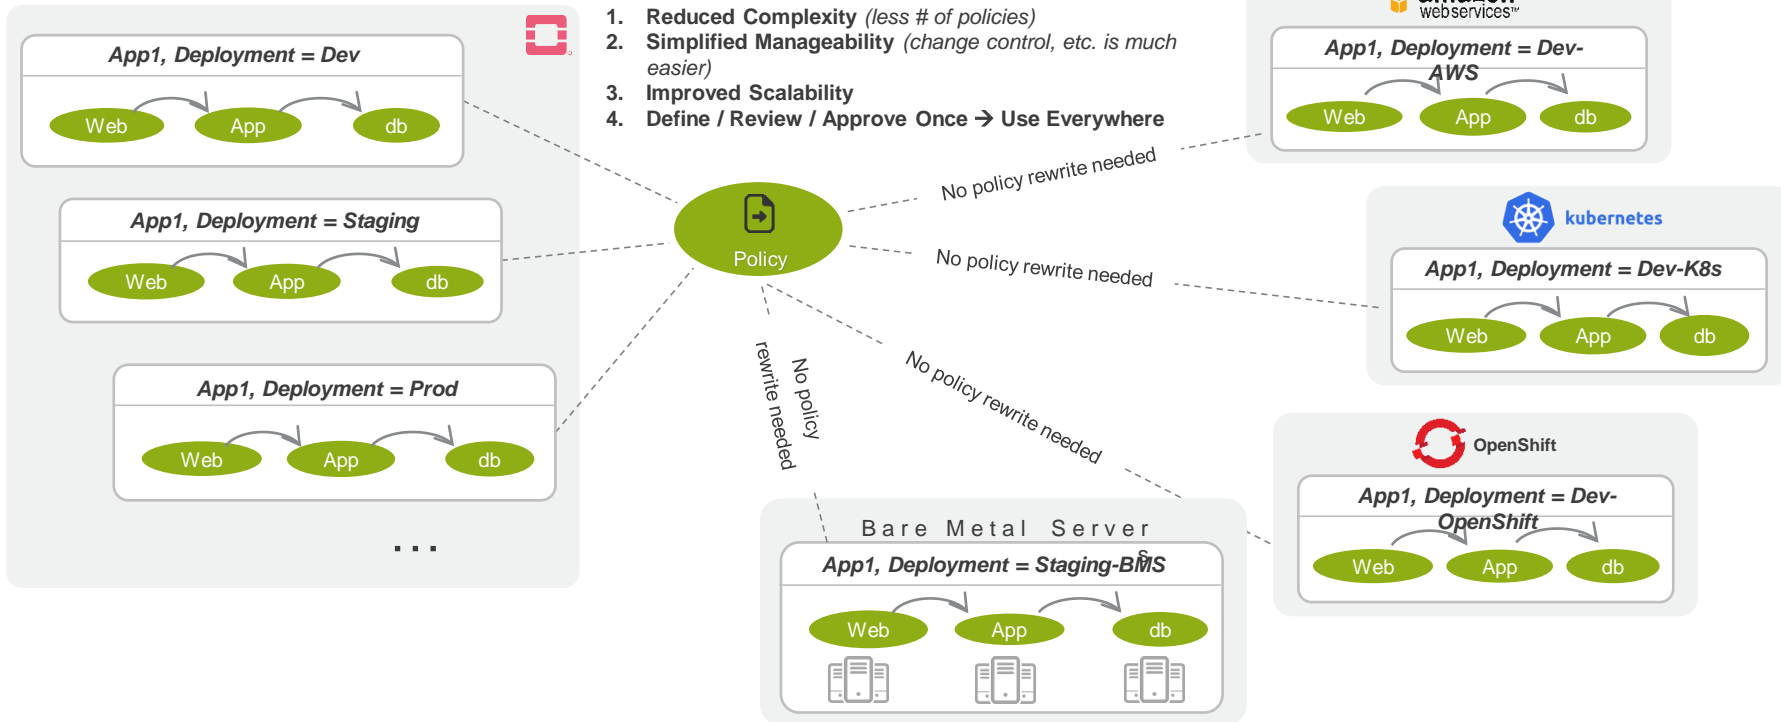 1. Reduced Complexity (less # of policies)
2. Simplified Manageability (change control, etc. is much
easier)
3. Improved Scalability
4. Define / Review / Approve Once → Use Everywhere
App1, Deployment = Dev
Web
App
db
App1, Deployment = Staging
Web
App
db
App1, Deployment = Prod
Web
App
db
...
Policy
No policy rewrite needed
No policy rewrite needed
No policy rewrite needed
No policy
rewrite needed
amazon
webservices™
App1, Deployment = Dev-
AWS
Web
App
db
kubernetes
App1, Deployment = Dev-K8s
Web
App
db
OpenShift
App1, Deployment = Dev-
OpenShift
Web
App
db
Bare Metal Server
s
App1, Deployment = Staging-BMS
Web
App
db